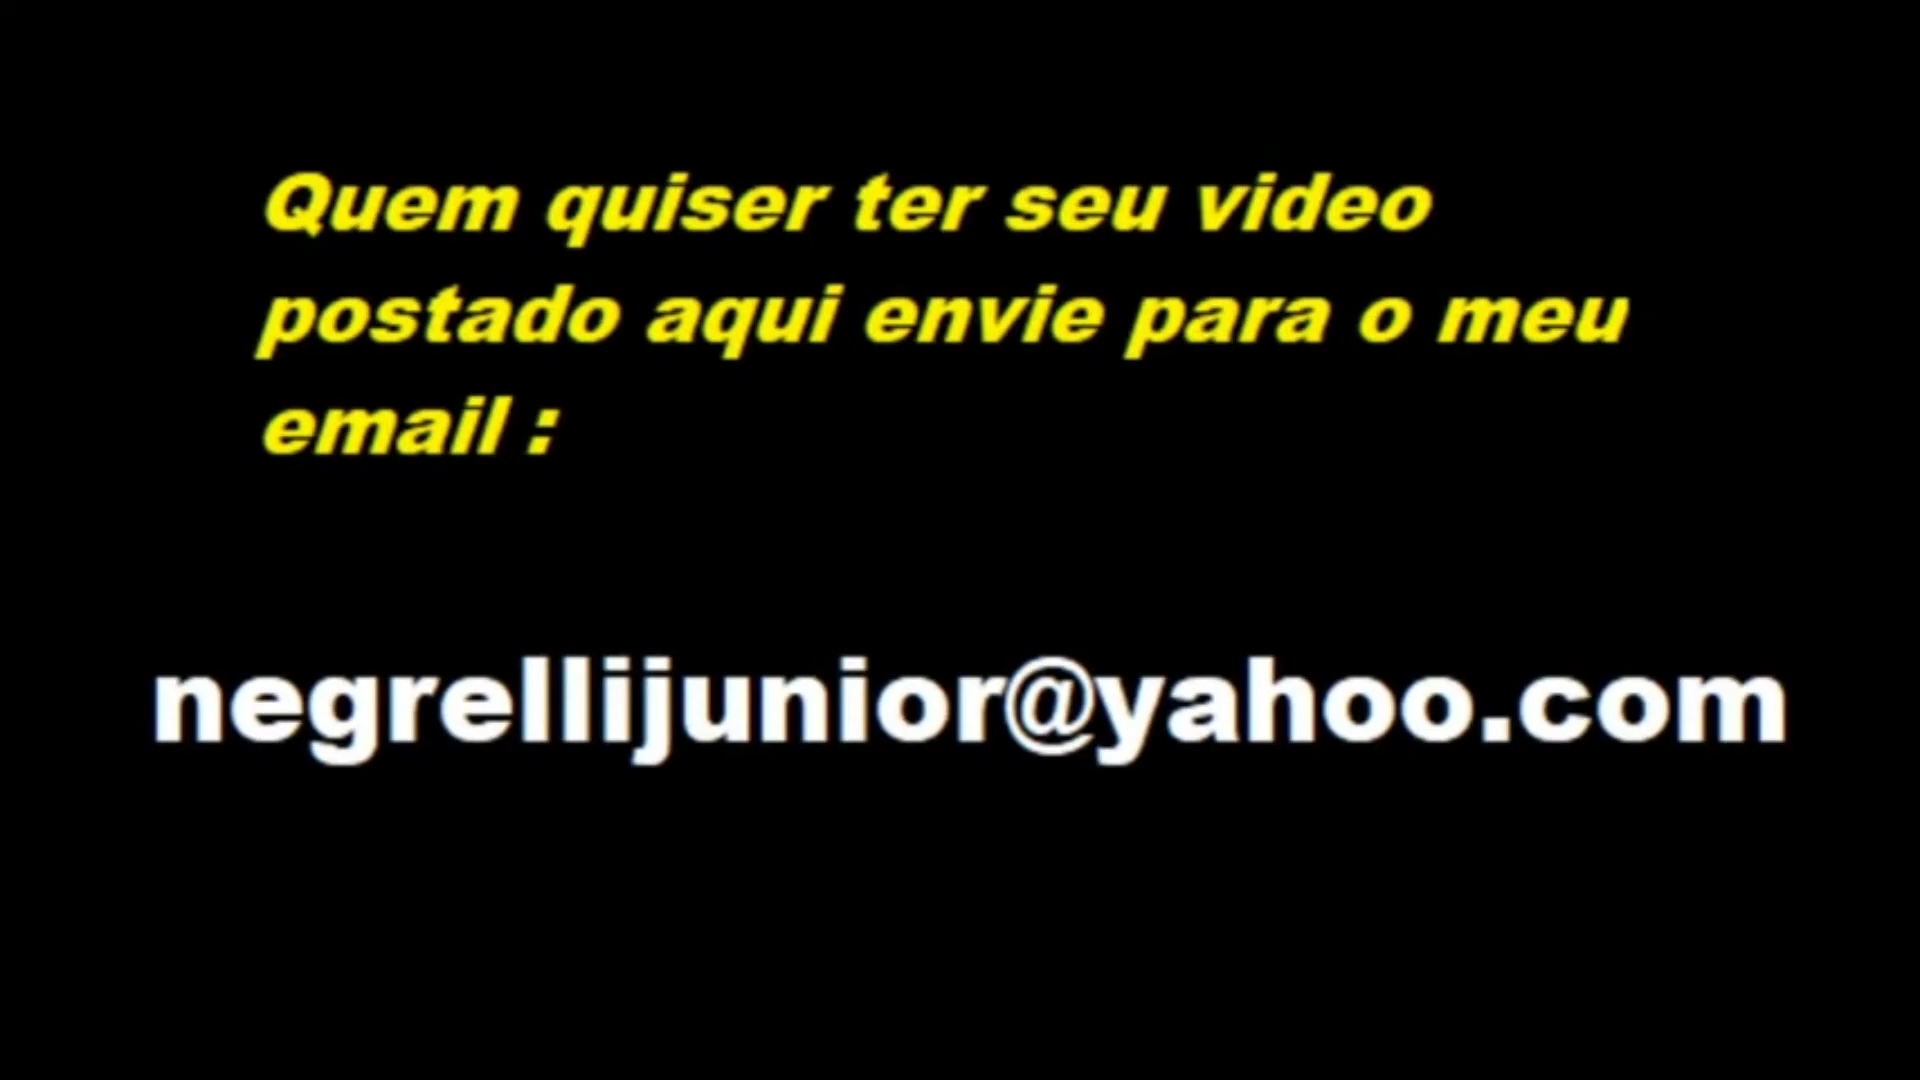 Quem quiser ter seu video
postado aqui envie para o meu
email :
negrellijunior@yahoo.com